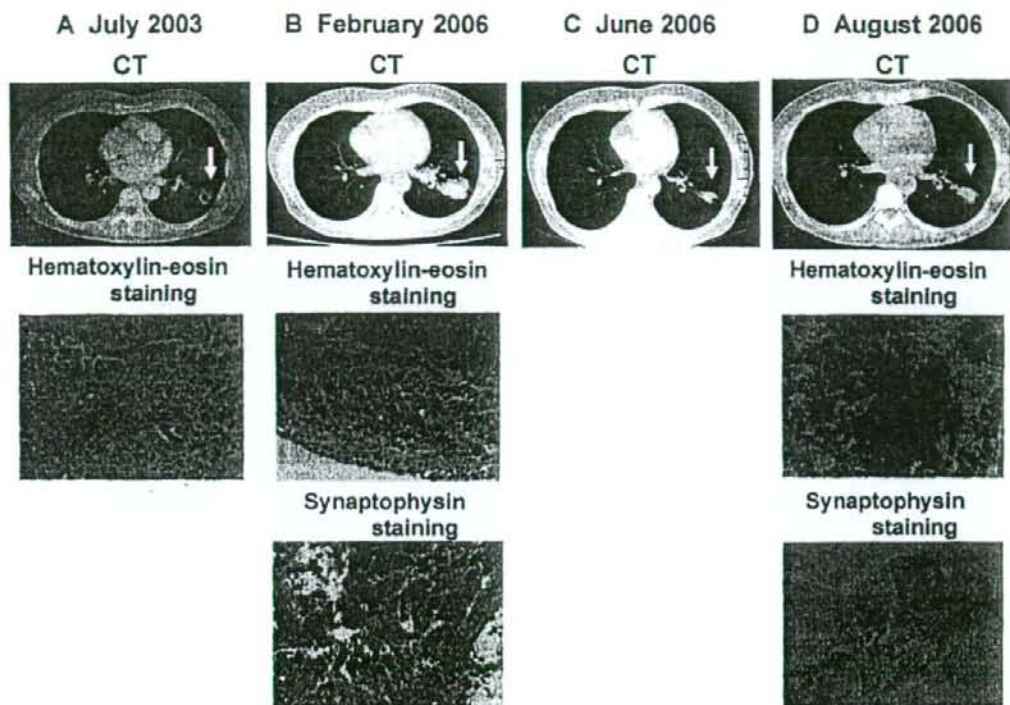 A July 2003
CT
Hematoxylin-eosin
staining
B February 2006
CT
Hematoxylin-eosin
staining
Synaptophysin
staining
C June 2006
CT
D August 2006
CT
Hematoxylin-eosin
staining
Synaptophysin
staining